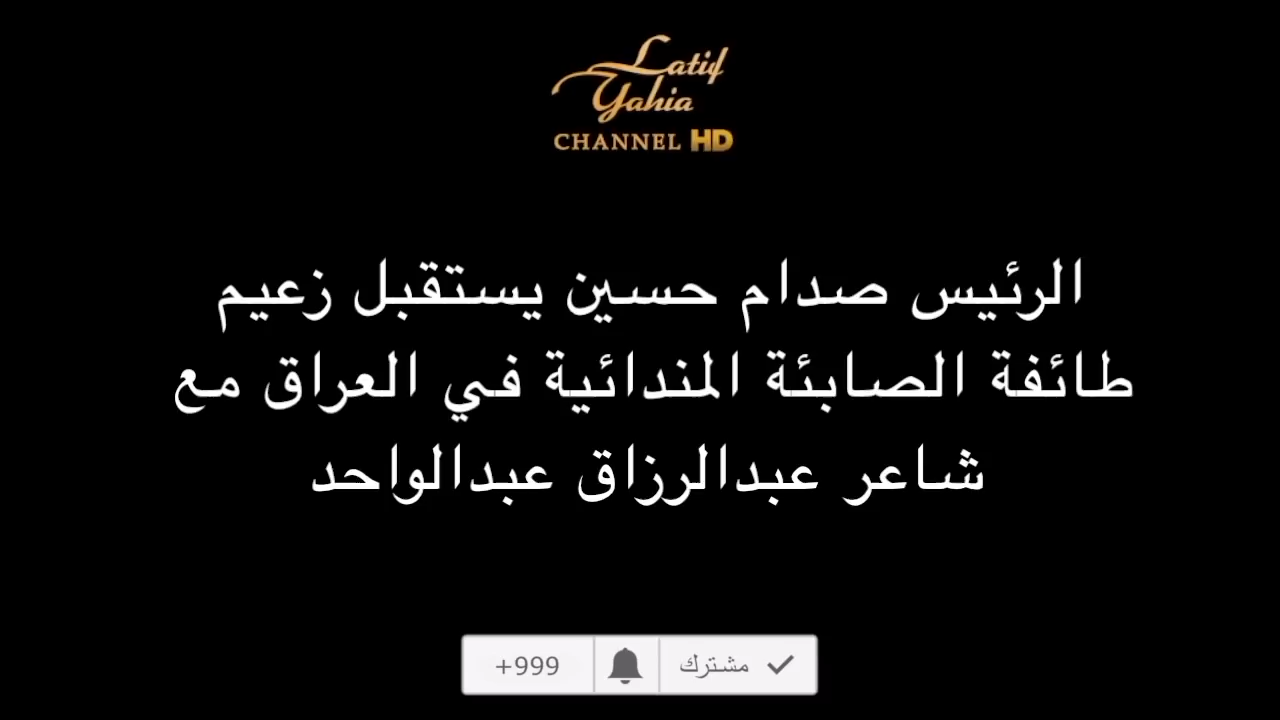 Latif
Yahia
CHANNEL HD
الرئيس صدام حسين يستقبل زعيم
طائفة الصابئة المندائية في العراق مع
شاعر عبدالرزاق عبدالواحد
+999 مشترك